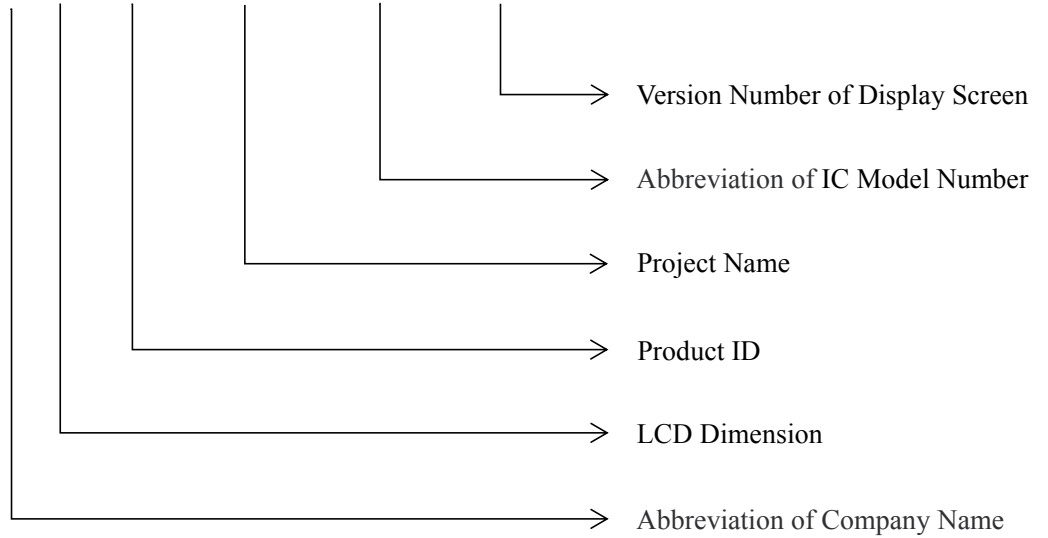 Version Number of Display Screen
Abbreviation of IC Model Number
Project Name
Product ID
LCD Dimension
Abbreviation of Company Name